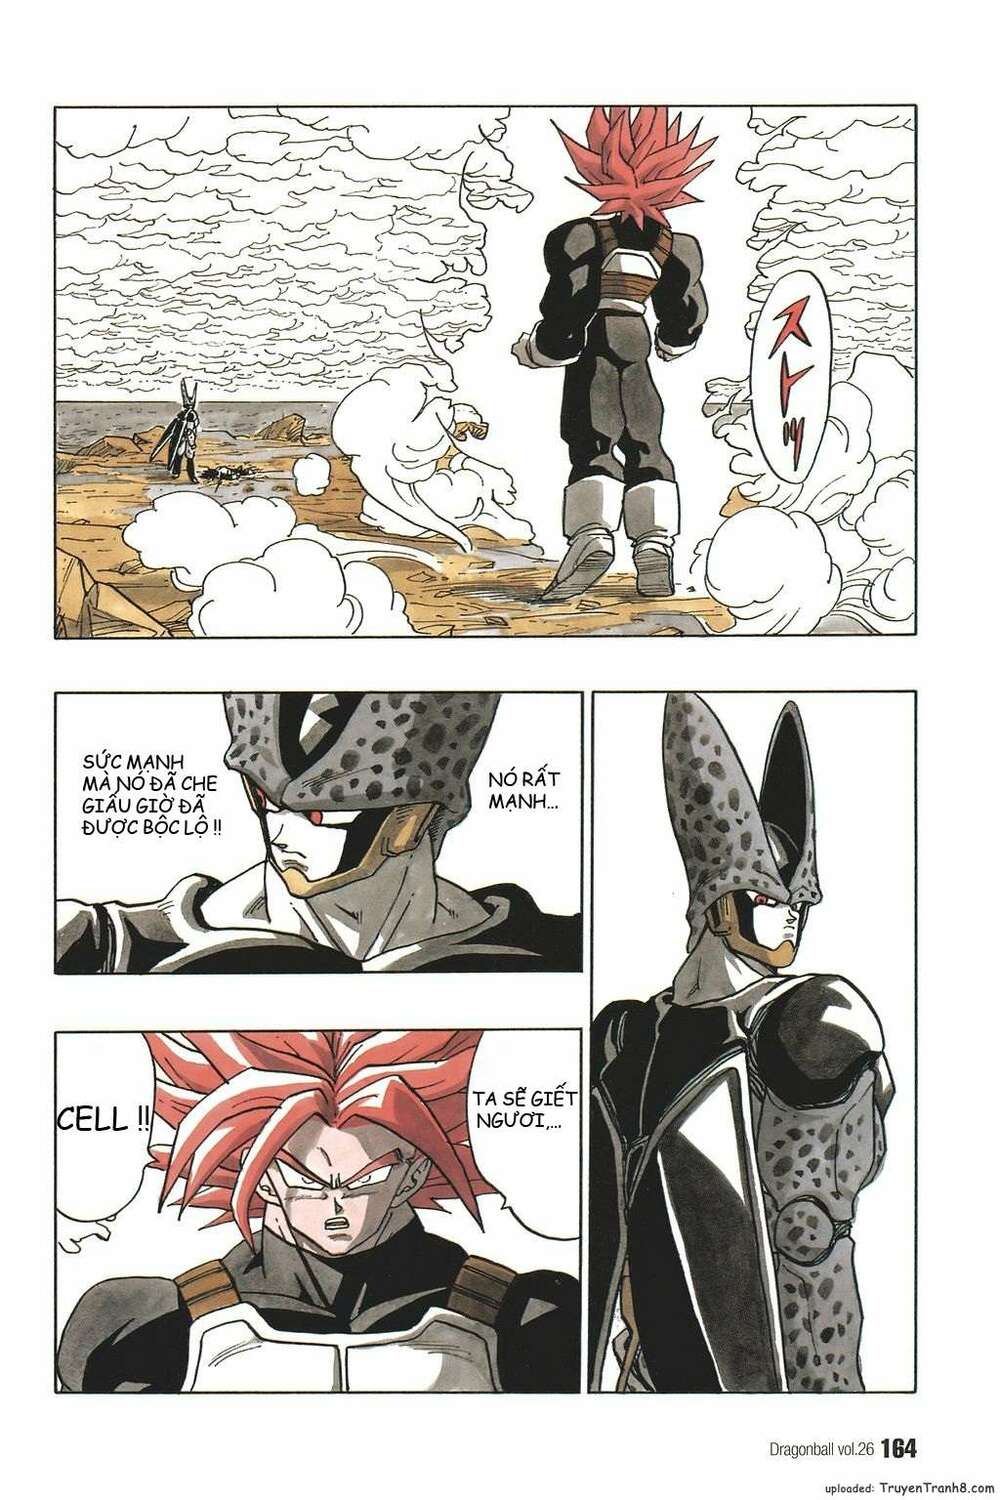 ストッ
NÓ RẤT
MẠNH...
SỨC MẠNH
MÀ NÓ ĐÃ CHE
GIẤU GIỜ ĐÃ
ĐƯỢC BỘC LỘ !!
TA SẼ GIẾT
NGƯƠI,...
CELL !!
Dragonball vol.26 164
uploaded: TruyenTranh8.com